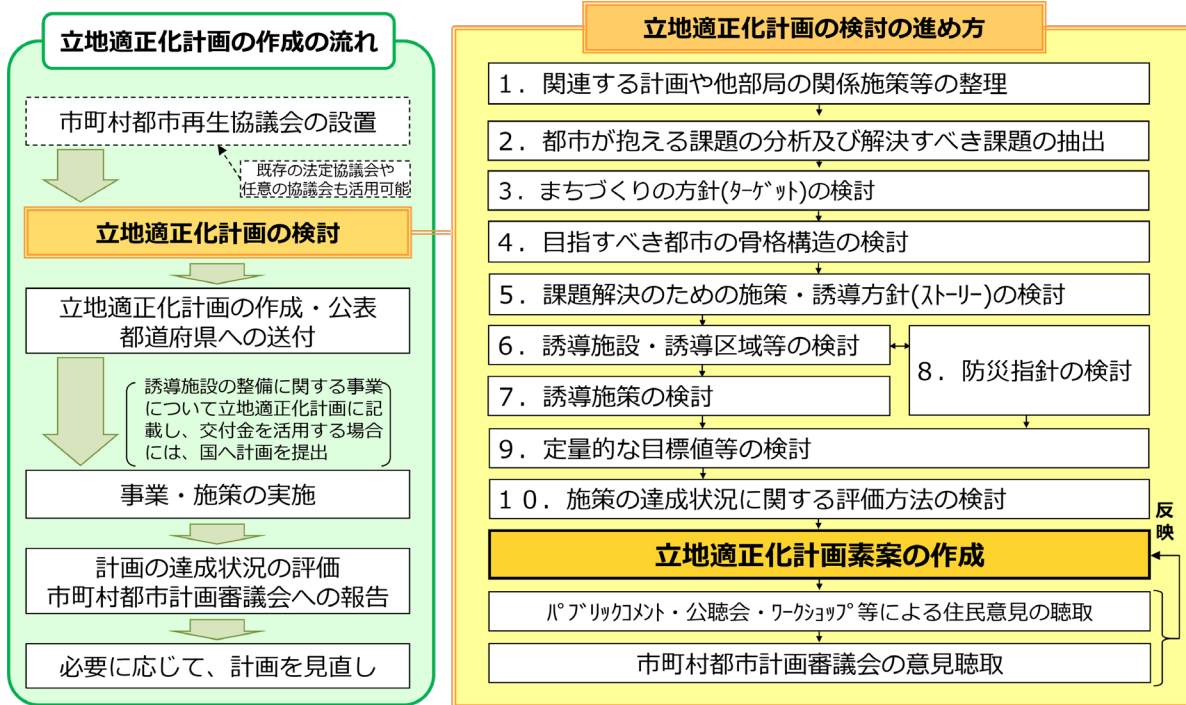 立地適正化計画の作成の流れ
市町村都市再生協議会の設置
既存の法定協議会や
任意の協議会も活用可能
立地適正化計画の検討
立地適正化計画の作成・公表
都道府県への送付
誘導施設の整備に関する事業
について立地適正化計画に記
載し、交付金を活用する場合
には、国へ計画を提出
事業・施策の実施
計画の達成状況の評価
市町村都市計画審議会への報告
必要に応じて、計画を見直し
立地適正化計画の検討の進め方
１．関連する計画や他部局の関係施策等の整理
２．都市が抱える課題の分析及び解決すべき課題の抽出
３．まちづくりの方針(ﾀｰｹﾞｯﾄ)の検討
４．目指すべき都市の骨格構造の検討
５．課題解決のための施策・誘導方針(ｽﾄｰﾘｰ)の検討
６．誘導施設・誘導区域等の検討
７．誘導施策の検討
８．防災指針の検討
９．定量的な目標値等の検討
１０．施策の達成状況に関する評価方法の検討
立地適正化計画素案の作成
反映
ﾊﾟﾌﾞﾘｯｸｺﾒﾝﾄ・公聴会・ﾜｰｸｼｮｯﾌﾟ等による住民意見の聴取
市町村都市計画審議会の意見聴取